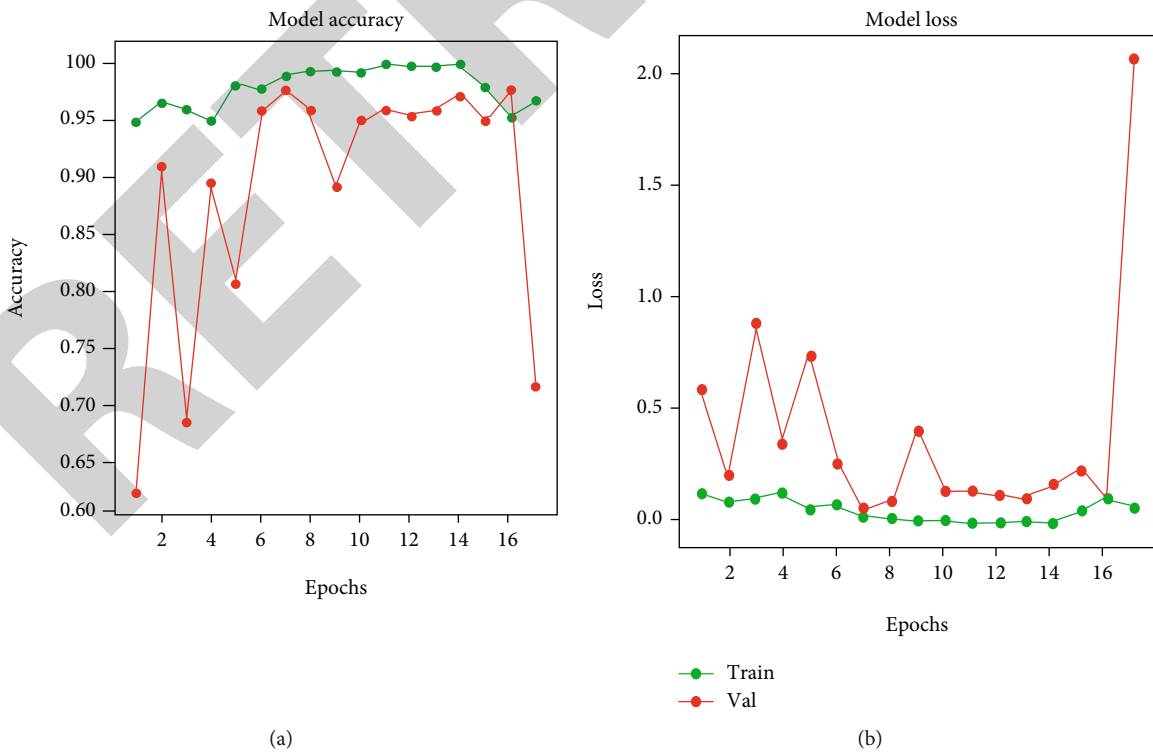 Model accuracy
100
0.95
0.90
0.85
0.80
0.75
0.70
0.65
0.60
Accuracy
2 4 6 8 10 12 14 16
Epochs
(a)
Model loss
2.0
1.5
1.0
0.5
0.0
Loss
2 4 6 8 10 12 14 16
Epochs
Train
Val
(b)
RETR